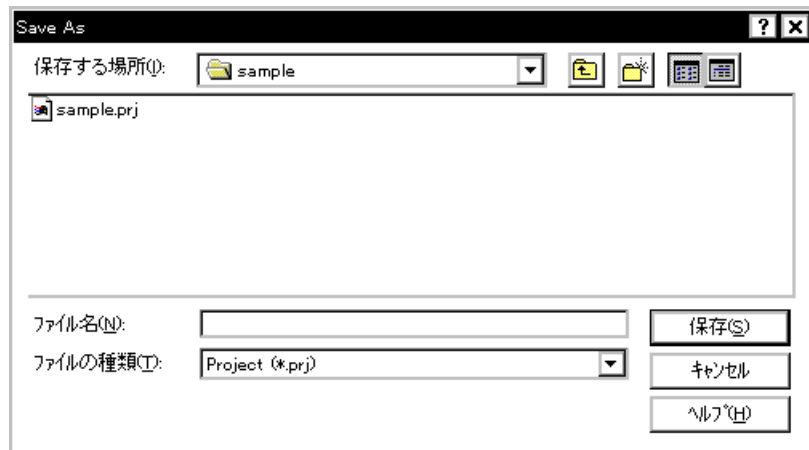 Save As
保存する場所(I): sample
sample.prj
ファイル名(N): 保存(S)
ファイルの種類(T): Project (*.prj) キャンセル
ヘルプ(H)